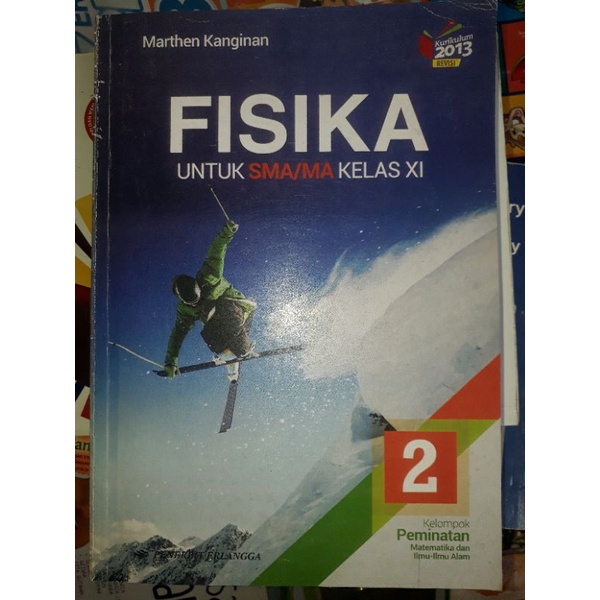 Marthen Kanginan
Kurikulum
2013
REVISI
FISIKA
UNTUK SMA/MA KELAS XI
2
Kelompok
Peminatan
Matematika dan
Ilmu-Ilmu Alam
PENERBIT ERLANGGA